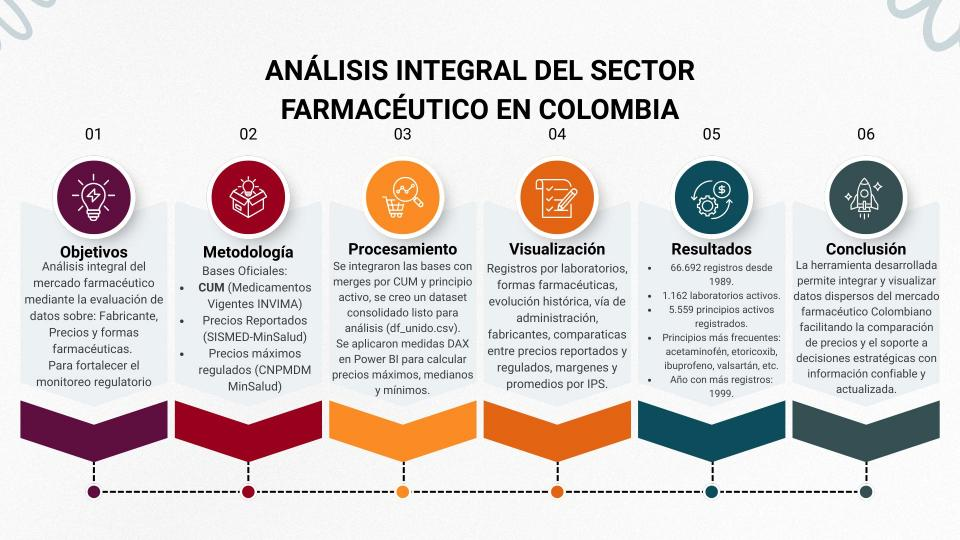 ANÁLISIS INTEGRAL DEL SECTOR
FARMACÉUTICO EN COLOMBIA
01
Objetivos
Análisis integral del
mercado farmacéutico
mediante la evaluación de
datos sobre: Fabricante,
Precios y formas
farmacéuticas.
Para fortalecer el
monitoreo regulatorio
02
Metodología
Bases Oficiales:
• CUM (Medicamentos
Vigentes INVIMA)
• Precios Reportados
(SISMED-MinSalud)
• Precios máximos
regulados (CNPMDM
MinSalud)
03
Procesamiento
Se integraron las bases con
merges por CUM y principio
activo, se creo un dataset
consolidado listo para
análisis (df_unido.csv).
Se aplicaron medidas DAX
en Power BI para calcular
precios máximos, medianos
y mínimos.
04
Visualización
Registros por laboratorios,
formas farmacéuticas,
evolución histórica, vía de
administración,
fabricantes, comparaticas
entre precios reportados y
regulados, margenes y
promedios por IPS.
05
Resultados
• 66.692 registros desde
1989.
• 1.162 laboratorios activos.
• 5.559 principios activos
registrados.
• Principios más frecuentes:
acetaminofén, etoricoxib,
ibuprofeno, valsartán, etc.
• Año con más registros:
1999.
06
Conclusión
La herramienta desarrollada
permite integrar y visualizar
datos dispersos del mercado
farmacéutico Colombiano
facilitando la comparación
de precios y el soporte a
decisiones estratégicas con
información confiable y
actualizada.